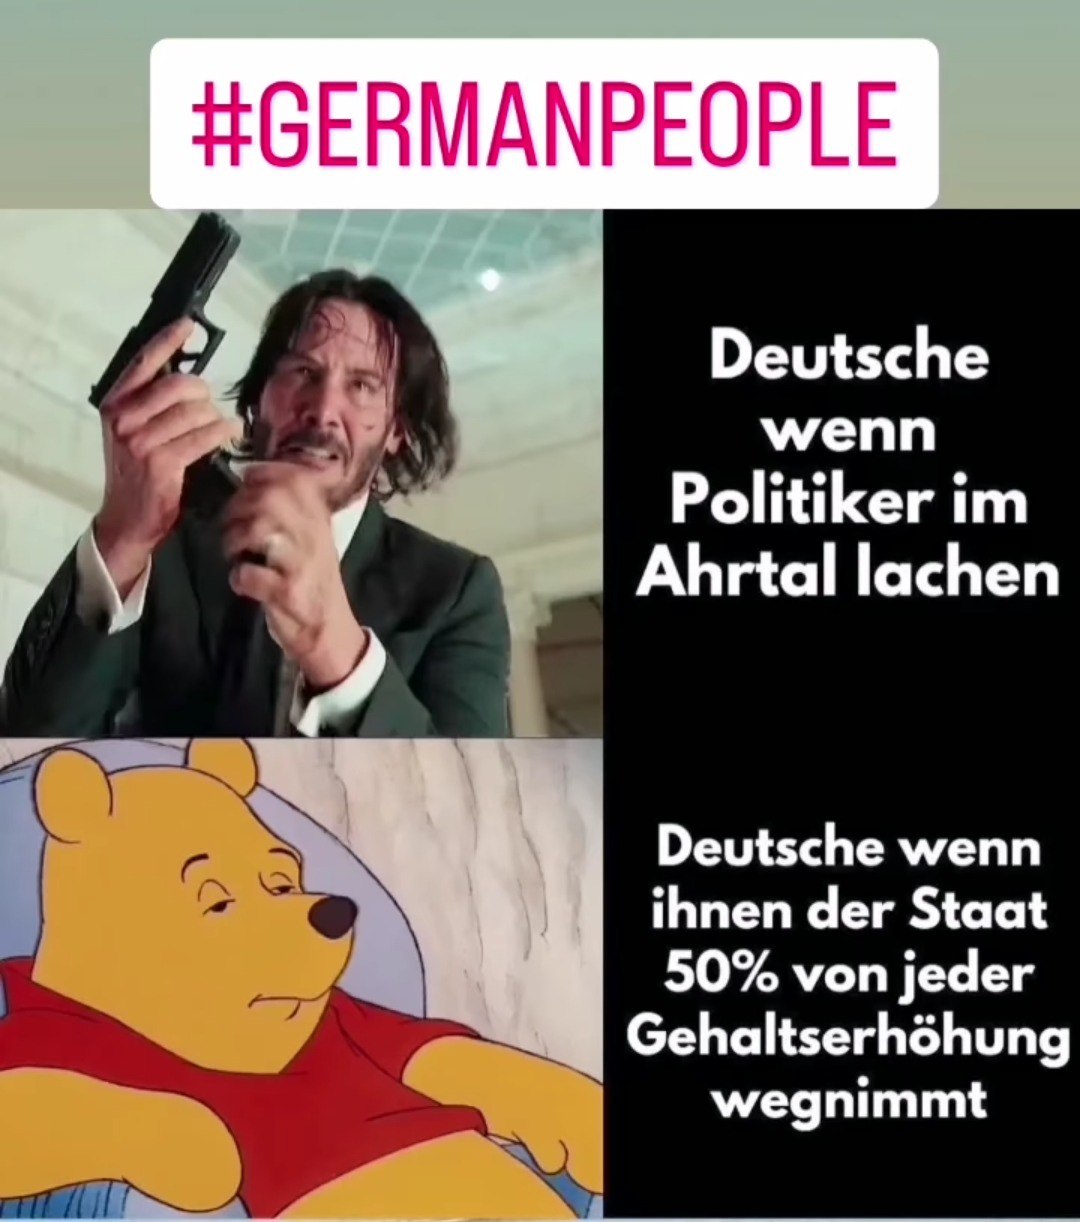 #GERMANPEOPLE
Deutsche
wenn
Politiker im
Ahrtal lachen
Deutsche wenn
ihnen der Staat
50% von jeder
Gehaltserhöhung
wegnimmt